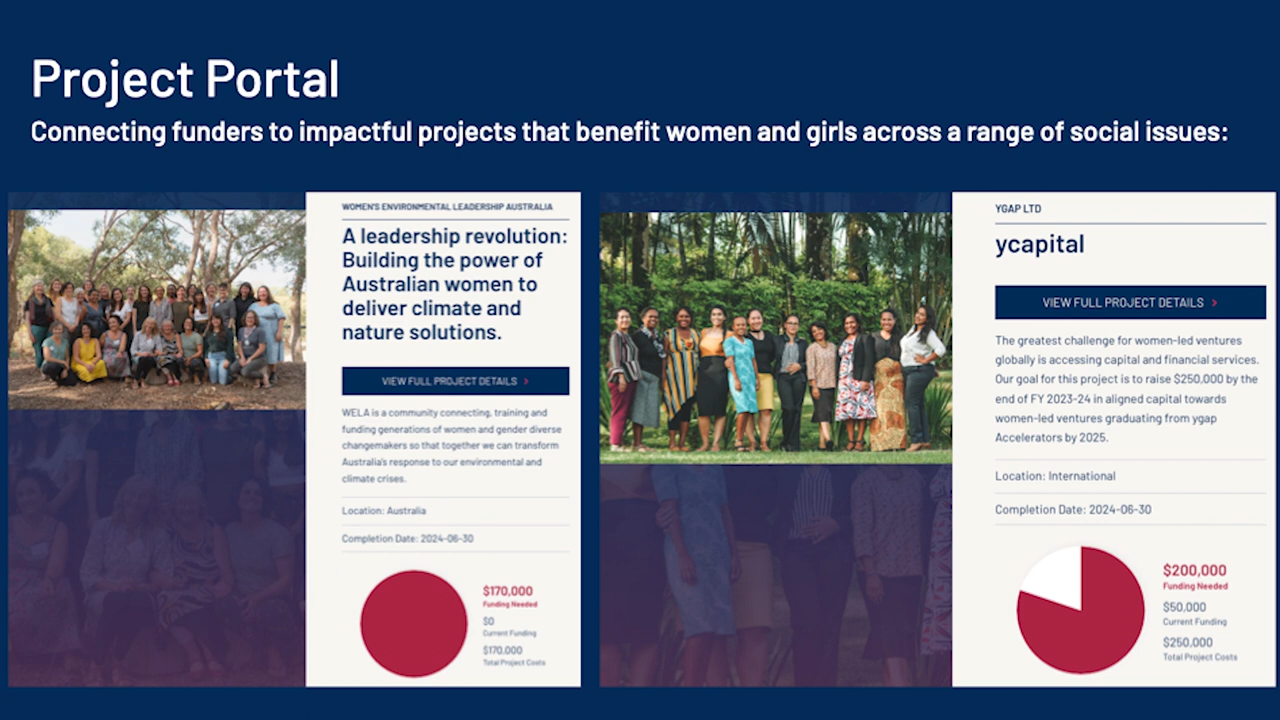 Project Portal
Connecting funders to impactful projects that benefit women and girls across a range of social issues:
WOMEN'S ENVIRONMENTAL LEADERSHIP AUSTRALIA
A leadership revolution:
Building the power of
Australian women to
deliver climate and
nature solutions.
VIEW FULL PROJECT DETAILS >
WELA is a community connecting, training and
funding generations of women and gender diverse
changemakers so that together we can transform
Australia's response to our environmental and
climate crises.
Location: Australia
Completion Date: 2024-06-30
$170,000
Funding Needed
$0
Current Funding
$170,000
Total Project Costs
YGAP LTD
ycapital
VIEW FULL PROJECT DETAILS >
The greatest challenge for women-led ventures
globally is accessing capital and financial services.
Our goal for this project is to raise $250,000 by the
end of FY 2023-24 in aligned capital towards
women-led ventures graduating from ygap
Accelerators by 2025.
Location: International
Completion Date: 2024-06-30
$200,000
Funding Needed
$50,000
Current Funding
$250,000
Total Project Costs